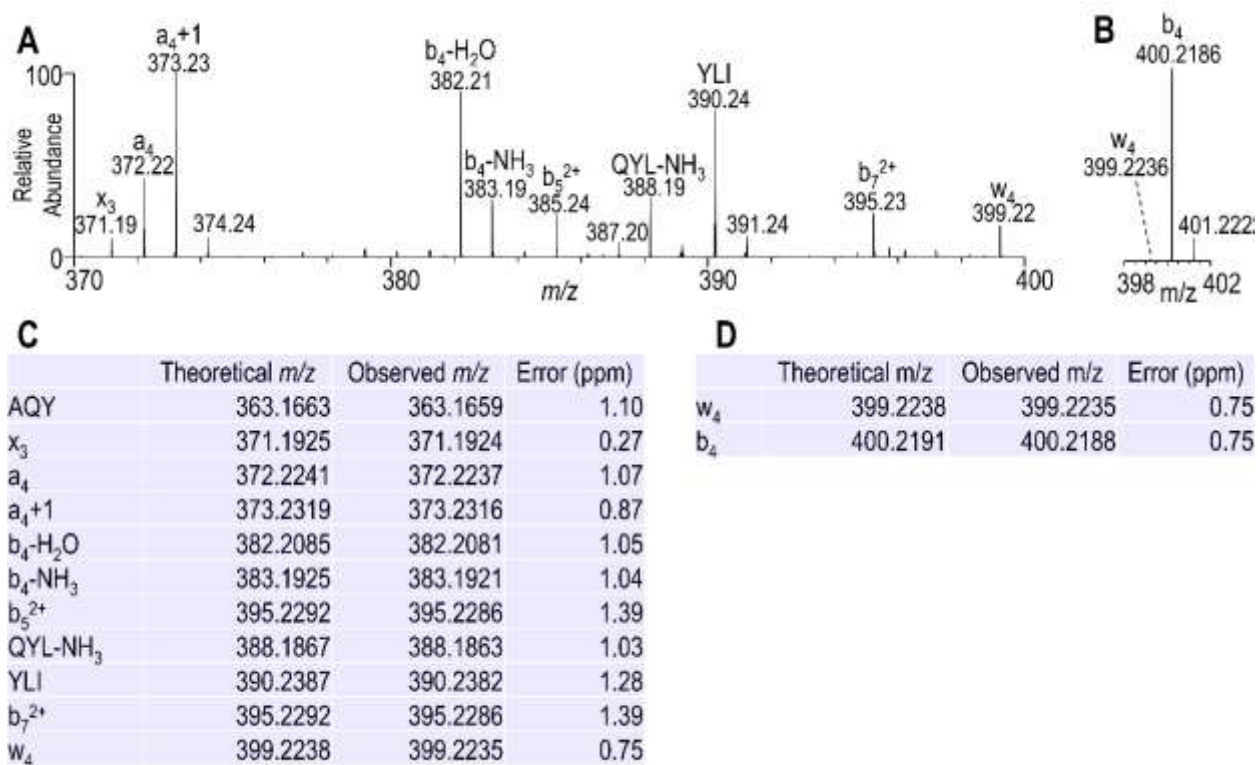 A
B
a₄+1
373.23
b₄-H₂O
382.21
b₄
400.2186
YLI
390.24
100
Relative
Abundance
a₄
372.22
x₃
371.19
374.24
b₄-NH₃
383.19
b₅²⁺
385.24
387.20
QYL-NH₃
388.19
391.24
b₇²⁺
395.23
w₄
399.22
w₄
399.2236
401.222
0
370
380
m/z
390
400
398
m/z
402
C
Theoretical m/z Observed m/z Error (ppm)
AQY 363.1663 363.1659 1.10
x₃ 371.1925 371.1924 0.27
a₄ 372.2241 372.2237 1.07
a₄+1 373.2319 373.2316 0.87
b₄-H₂O 382.2085 382.2081 1.05
b₄-NH₃ 383.1925 383.1921 1.04
b₅²⁺ 395.2292 395.2286 1.39
QYL-NH₃ 388.1867 388.1863 1.03
YLI 390.2387 390.2382 1.28
b₇²⁺ 395.2292 395.2286 1.39
w₄ 399.2238 399.2235 0.75
D
Theoretical m/z Observed m/z Error (ppm)
w₄ 399.2238 399.2235 0.75
b₄ 400.2191 400.2188 0.75